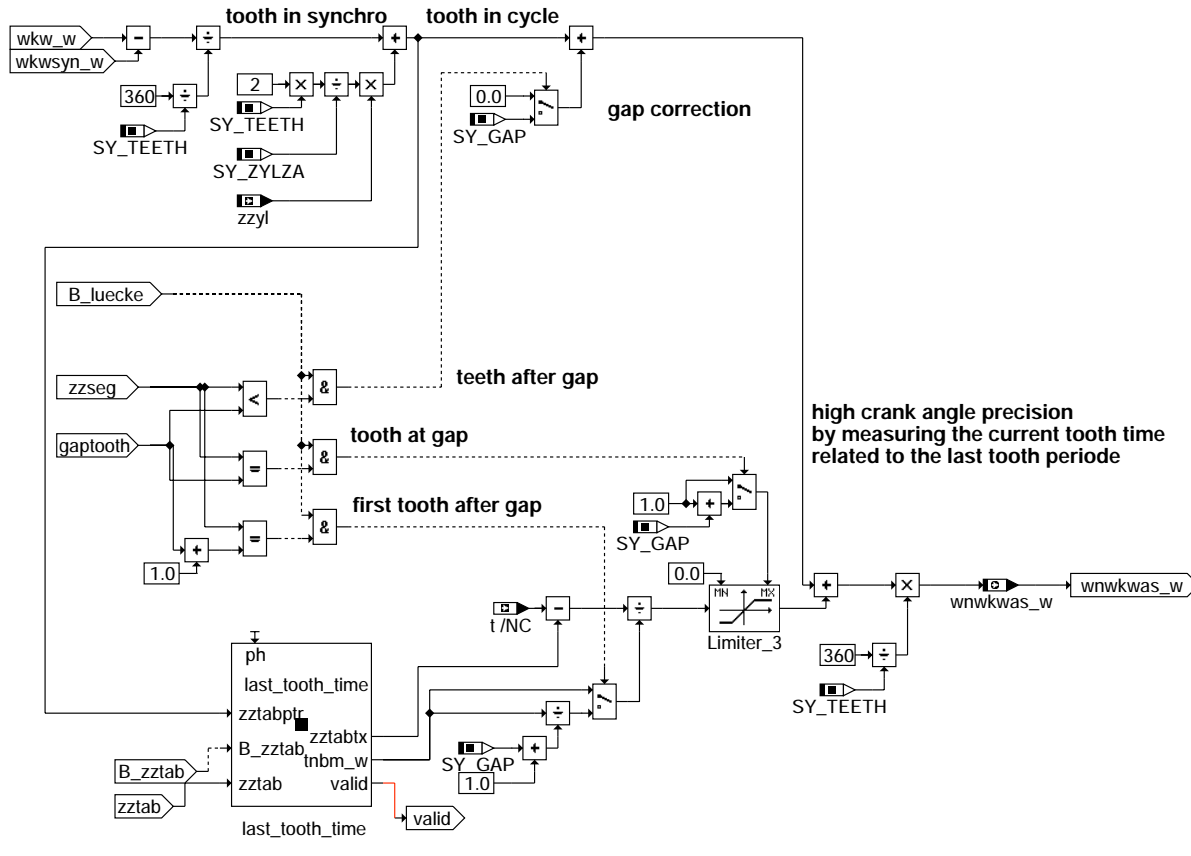 tooth in synchro
tooth in cycle
wkw_w
-
÷
+
+
wkwsyn_w
360
÷
2
×
÷
×
0.0
SY_TEETH
SY_TEETH
SY_GAP
gap correction
SY_ZYLZA
zzyl
B_luecke
zzseg
<
&
teeth after gap
gaptooth
=
&
tooth at gap
high crank angle precision
by measuring the current tooth time
related to the last tooth periode
=
&
first tooth after gap
1.0
+
SY_GAP
+
1.0
0.0
MN
MX
+
×
wnwkwas_w
wnwkwas_w
t /NC
-
÷
Limiter_3
360
÷
SY_TEETH
ph
last_tooth_time
zztabptr
zztabtx
÷
B_zztab
tnbm_w
SY_GAP
+
B_zztab
zztab
valid
1.0
zztab
valid
last_tooth_time